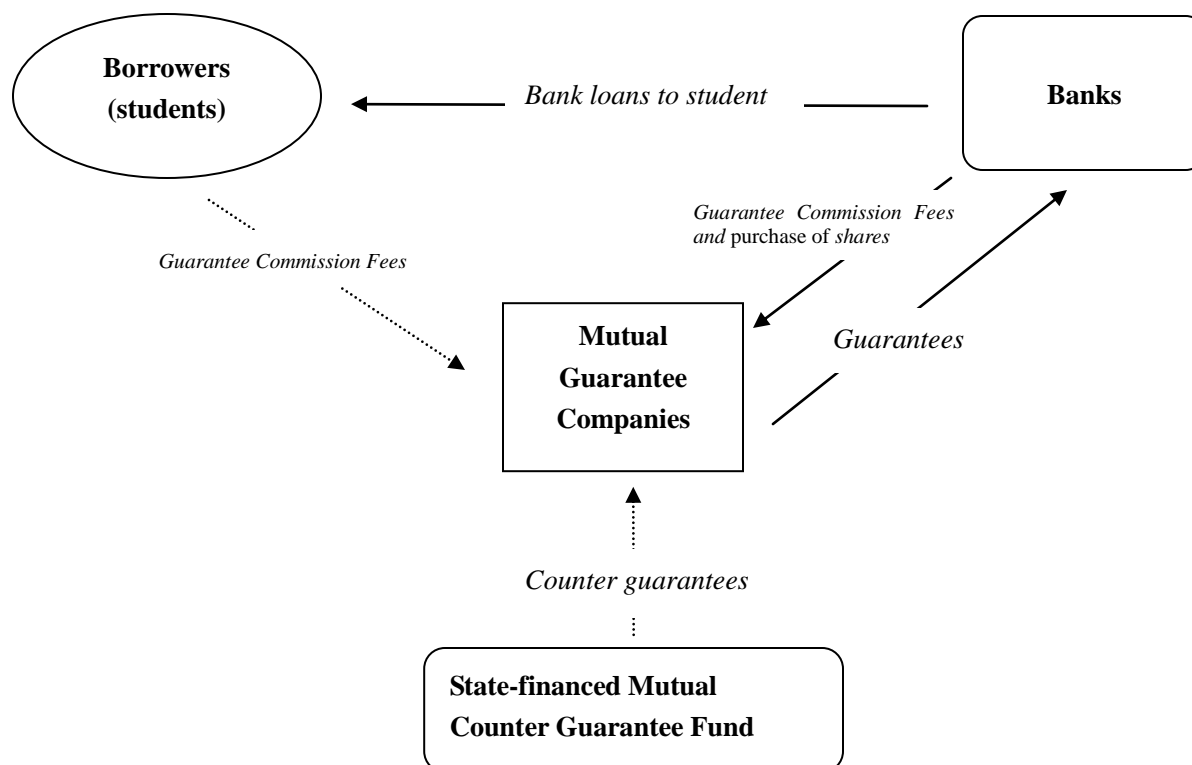 Borrowers
(students)
Bank loans to student
Banks
Guarantee Commission Fees
and purchase of shares
Guarantee Commission Fees
Mutual
Guarantee
Companies
Guarantees
Counter guarantees
State-financed Mutual
Counter Guarantee Fund